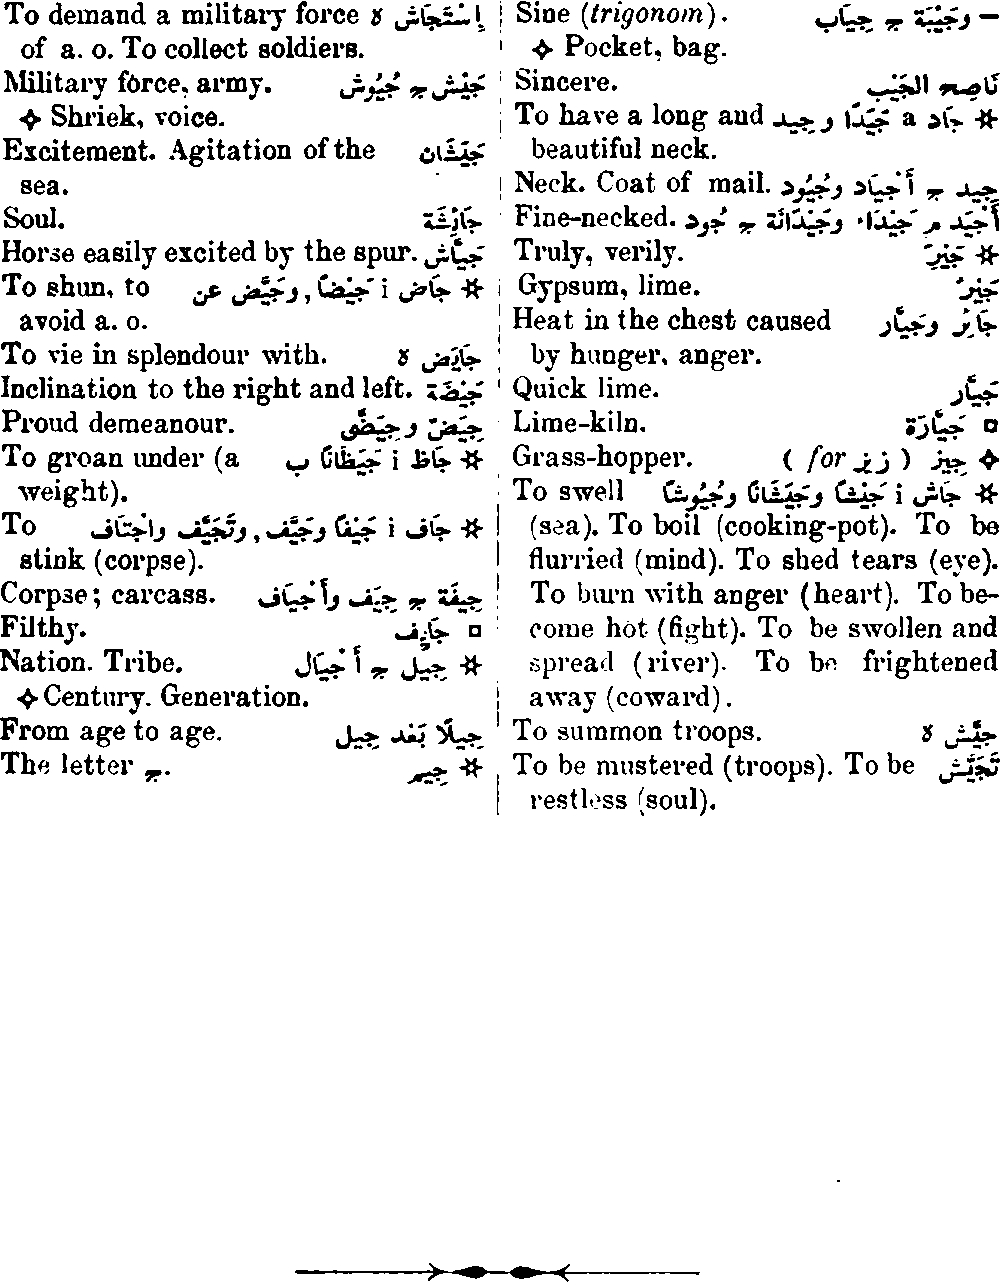 Sine (trigonom). — وجَيْبَة ج جِيَاب
✧ Pocket, bag.
Sincere. نَاصِح الجَيْب
To have a long and ✲ جَاد a جَيَدًا و جيد
beautiful neck.
Neck. Coat of mail. جِيد ج أَجْيَاد وجُيُود
Fine-necked. أَجْيَد م جَيْدَاء وجَيْدَانَة ج جُود
Truly, verily. ✲ جَيْرِ
Gypsum, lime. جَيْر
Heat in the chest caused جَائِر وجَيَّار
by hunger, anger.
Quick lime. جَيَّار
Lime-kiln. ▫ جَيَّارَة
Grass-hopper. ✧ جِيز ( for زيز )
To swell ✲ جَاش i جَيْشًا وجَيَشَانًا وجُيُوشًا
(sea). To boil (cooking-pot). To be
flurried (mind). To shed tears (eye).
To burn with anger (heart). To be-
come hot (fight). To be swollen and
spread (river). To be frightened
away (coward).
To summon troops. جيَّش ه
To be mustered (troops). To be تَجَيَّش
restless (soul).
To demand a military force إِسْتَجَاش ه
of a. o. To collect soldiers.
Military force, army. جَيْش ج جُيُوش
✧ Shriek, voice.
Excitement. Agitation of the جَيَشَان
sea.
Soul. جَائِشَة
Horse easily excited by the spur. جَيَّاش
To shun, to ✲ جَاض i جَيْضًا, وجَيَّض عن
avoid a. o.
To vie in splendour with. جَايَض ه
Inclination to the right and left. جَيْضَة
Proud demeanour. جِيَضّ و جِيَضَّى
To groan under (a ✲ جَاظ i جَيَظَانًا ب
weight).
To ✲ جَاف i جَيْفًا وجَيَّف, وتَجَيَّف واجْتَاف
stink (corpse).
Corpse; carcass. جِيفَة ج جِيَف وأَجْيَاف
Filthy. ▫ جَايِف
Nation. Tribe. ✲ جِيل ج أَجْيَال
✧ Century. Generation.
From age to age. جِيلًا بَعْد جِيل
The letter ج. ✲ جِيم